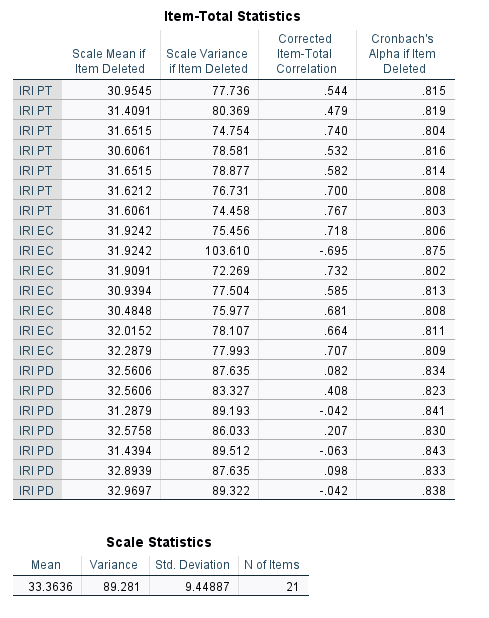 Item-Total Statistics
Scale Mean if Item Deleted | Scale Variance if Item Deleted | Corrected Item-Total Correlation | Cronbach's Alpha if Item Deleted
IRI PT 30.9545 77.736 .544 .815
IRI PT 31.4091 80.369 .479 .819
IRI PT 31.6515 74.754 .740 .804
IRI PT 30.6061 78.581 .532 .816
IRI PT 31.6515 78.877 .582 .814
IRI PT 31.6212 76.731 .700 .808
IRI PT 31.6061 74.458 .767 .803
IRI EC 31.9242 75.456 .718 .806
IRI EC 31.9242 103.610 -.695 .875
IRI EC 31.9091 72.269 .732 .802
IRI EC 30.9394 77.504 .585 .813
IRI EC 30.4848 75.977 .681 .808
IRI EC 32.0152 78.107 .664 .811
IRI EC 32.2879 77.993 .707 .809
IRI PD 32.5606 87.635 .082 .834
IRI PD 32.5606 83.327 .408 .823
IRI PD 31.2879 89.193 -.042 .841
IRI PD 32.5758 86.033 .207 .830
IRI PD 31.4394 89.512 -.063 .843
IRI PD 32.8939 87.635 .098 .833
IRI PD 32.9697 89.322 -.042 .838
Scale Statistics
Mean Variance Std. Deviation N of Items
33.3636 89.281 9.44887 21